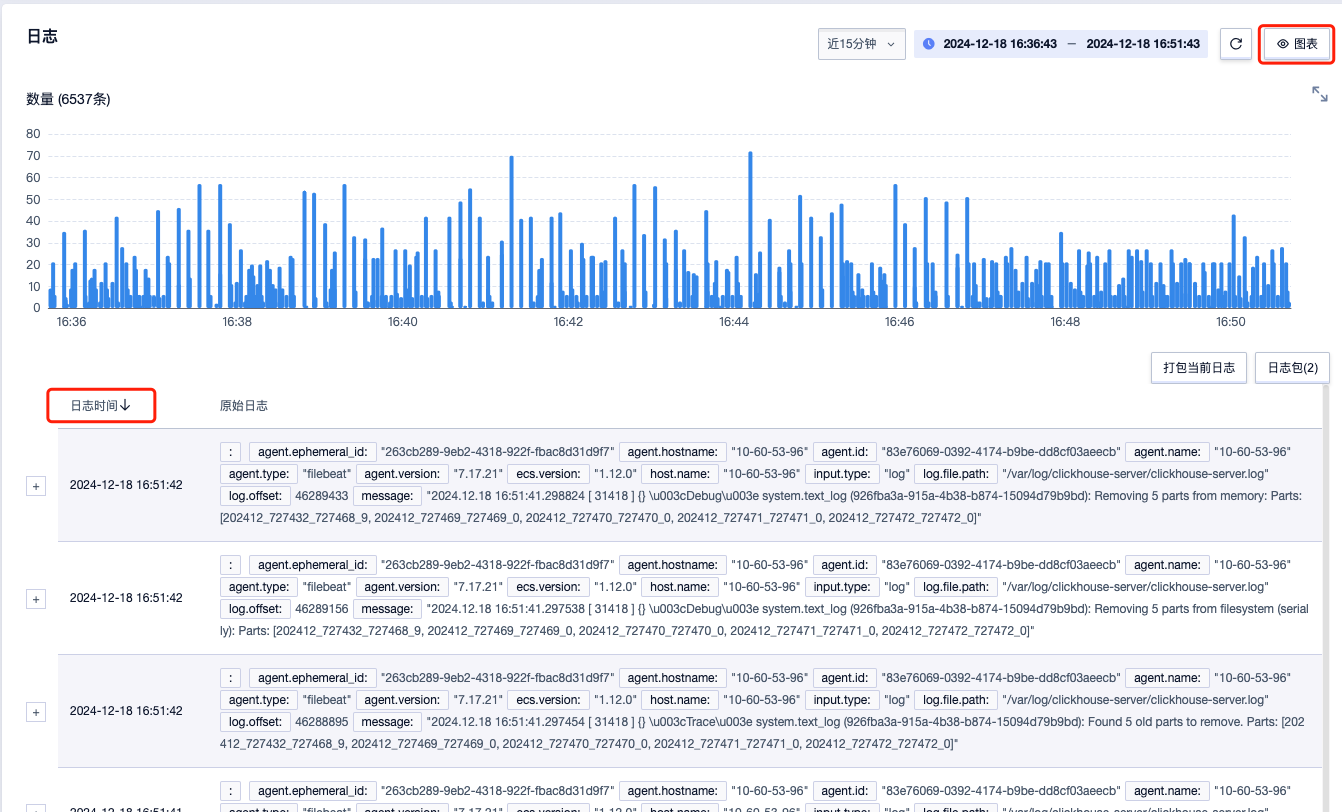 日志
近15分钟 2024-12-18 16:36:43 – 2024-12-18 16:51:43 图表
数量 (6537条)
80
70
60
50
40
30
20
10
0
16:36 16:38 16:40 16:42 16:44 16:46 16:48 16:50
打包当前日志 日志包(2)
日志时间↓ 原始日志
: agent.ephemeral_id: "263cb289-9eb2-4318-922f-fbac8d31d9f7" agent.hostname: "10-60-53-96" agent.id: "83e76069-0392-4174-b9be-dd8cf03aeecb" agent.name: "10-60-53-96"
agent.type: "filebeat" agent.version: "7.17.21" ecs.version: "1.12.0" host.name: "10-60-53-96" input.type: "log" log.file.path: "/var/log/clickhouse-server/clickhouse-server.log"
+ 2024-12-18 16:51:42
log.offset: 46289433 message: "2024.12.18 16:51:41.298824 [ 31418 ] {} \u003cDebug\u003e system.text_log (926fba3a-915a-4b38-b874-15094d79b9bd): Removing 5 parts from memory: Parts:
[202412_727432_727468_9, 202412_727469_727469_0, 202412_727470_727470_0, 202412_727471_727471_0, 202412_727472_727472_0]"
: agent.ephemeral_id: "263cb289-9eb2-4318-922f-fbac8d31d9f7" agent.hostname: "10-60-53-96" agent.id: "83e76069-0392-4174-b9be-dd8cf03aeecb" agent.name: "10-60-53-96"
agent.type: "filebeat" agent.version: "7.17.21" ecs.version: "1.12.0" host.name: "10-60-53-96" input.type: "log" log.file.path: "/var/log/clickhouse-server/clickhouse-server.log"
+ 2024-12-18 16:51:42
log.offset: 46289156 message: "2024.12.18 16:51:41.297538 [ 31418 ] {} \u003cDebug\u003e system.text_log (926fba3a-915a-4b38-b874-15094d79b9bd): Removing 5 parts from filesystem (serial
ly): Parts: [202412_727432_727468_9, 202412_727469_727469_0, 202412_727470_727470_0, 202412_727471_727471_0, 202412_727472_727472_0]"
: agent.ephemeral_id: "263cb289-9eb2-4318-922f-fbac8d31d9f7" agent.hostname: "10-60-53-96" agent.id: "83e76069-0392-4174-b9be-dd8cf03aeecb" agent.name: "10-60-53-96"
agent.type: "filebeat" agent.version: "7.17.21" ecs.version: "1.12.0" host.name: "10-60-53-96" input.type: "log" log.file.path: "/var/log/clickhouse-server/clickhouse-server.log"
+ 2024-12-18 16:51:42
log.offset: 46288895 message: "2024.12.18 16:51:41.297454 [ 31418 ] {} \u003cTrace\u003e system.text_log (926fba3a-915a-4b38-b874-15094d79b9bd): Found 5 old parts to remove. Parts: [202
412_727432_727468_9, 202412_727469_727469_0, 202412_727470_727470_0, 202412_727471_727471_0, 202412_727472_727472_0]"
: agent.ephemeral_id: "263cb289-9eb2-4318-922f-fbac8d31d9f7" agent.hostname: "10-60-53-96" agent.id: "83e76069-0392-4174-b9be-dd8cf03aeecb" agent.name: "10-60-53-96"